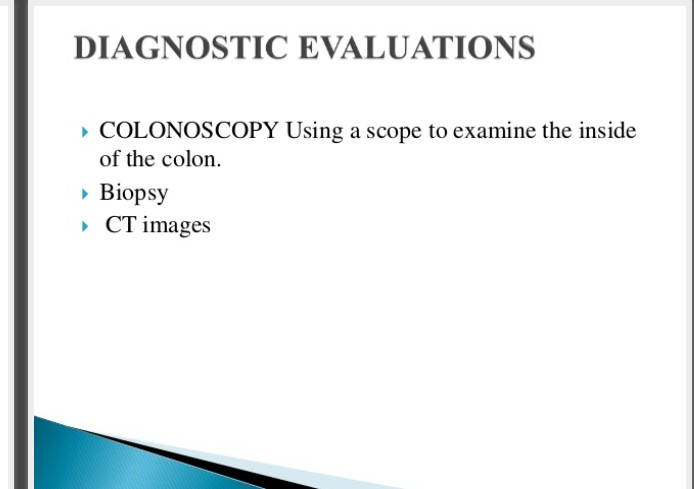 DIAGNOSTIC EVALUATIONS
COLONOSCOPY Using a scope to examine the inside
of the colon.
Biopsy
CT images